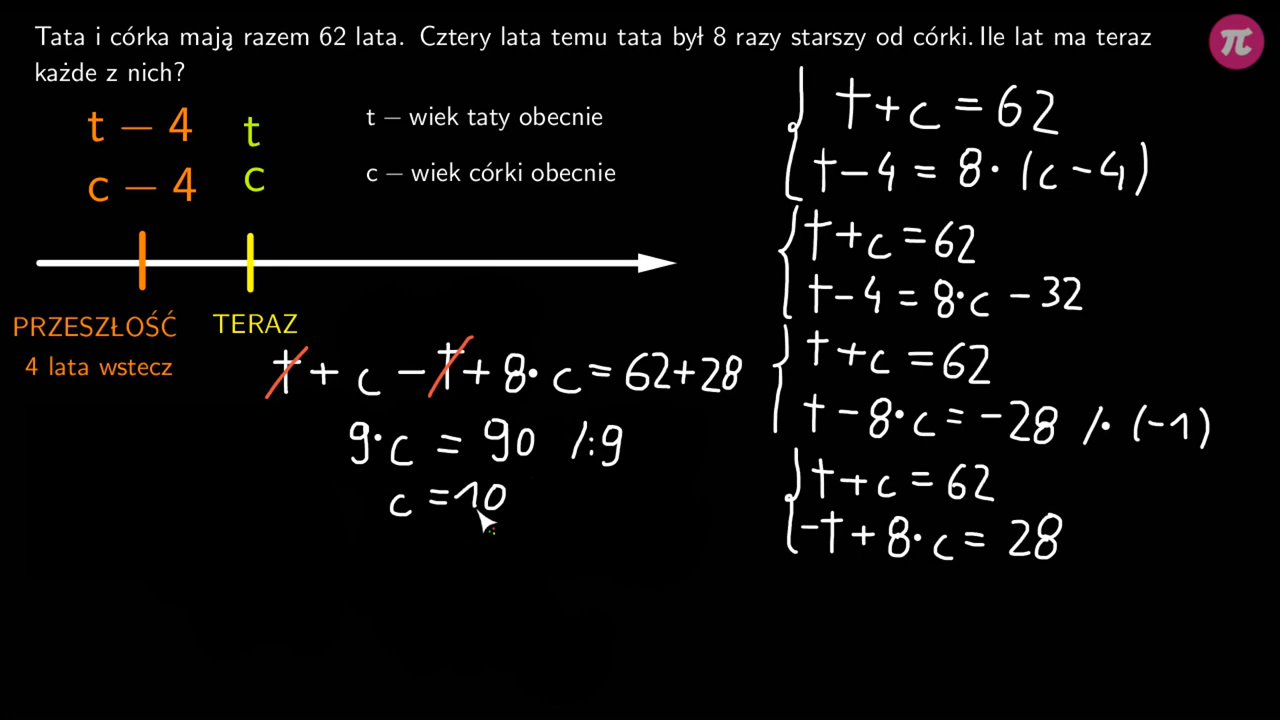 Tata i córka mają razem 62 lata. Cztery lata temu tata był 8 razy starszy od córki. Ile lat ma teraz
każde z nich?
π
t – 4
t
c – 4
c
t – wiek taty obecnie
c – wiek córki obecnie
PRZESZŁOŚĆ
TERAZ
4 lata wstecz
t + c – t + 8· c = 62+28
9·c = 90 /:9
c = 10
t + c = 62
t – 4 = 8· (c – 4)
t + c = 62
t – 4 = 8·c – 32
t + c = 62
t – 8·c = –28 /· (–1)
t + c = 62
–t + 8·c = 28